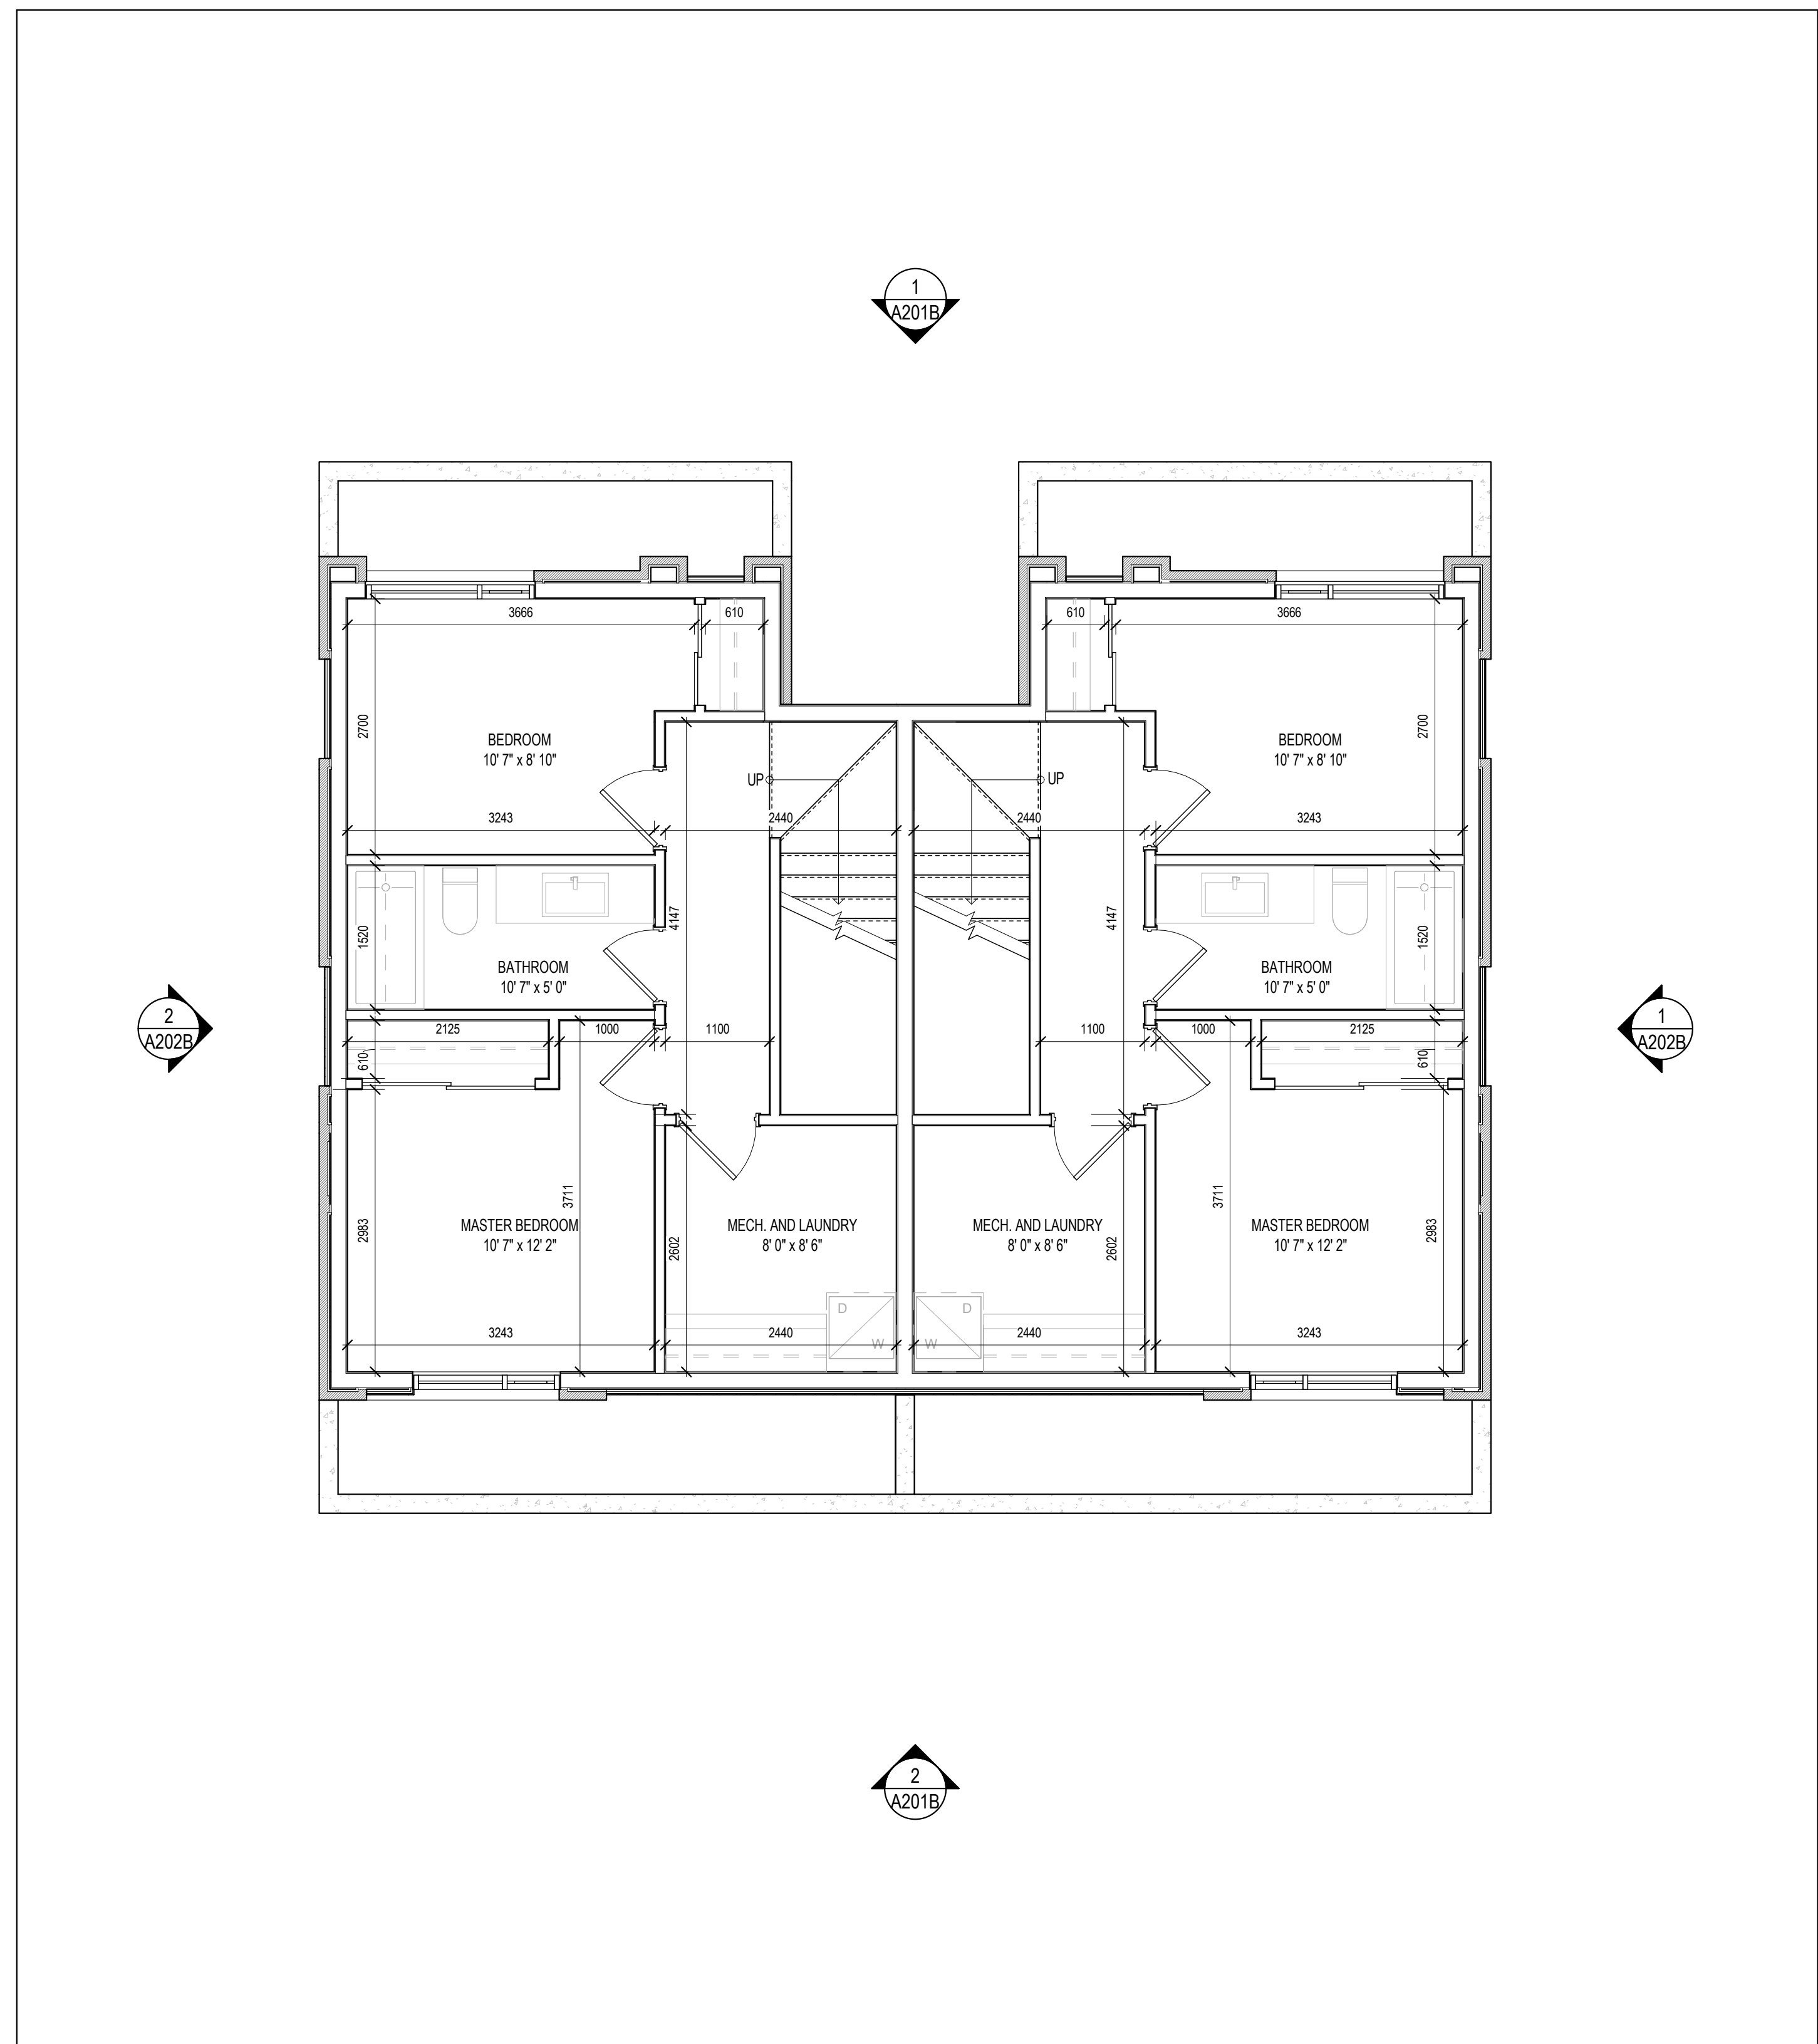 1
A201B
3666
610
610
3666
2700
BEDROOM
10' 7" x 8' 10"
BEDROOM
10' 7" x 8' 10"
2700
UP
UP
3243
2440
2440
3243
4147
4147
1520
1520
BATHROOM
10' 7" x 5' 0"
BATHROOM
10' 7" x 5' 0"
2
A202B
2125
1000
1100
1100
1000
2125
1
A202B
610
610
3711
3711
2983
MASTER BEDROOM
10' 7" x 12' 2"
2602
MECH. AND LAUNDRY
8' 0" x 8' 6"
MECH. AND LAUNDRY
8' 0" x 8' 6"
2602
MASTER BEDROOM
10' 7" x 12' 2"
2983
D
D
W
W
3243
2440
2440
3243
2
A201B